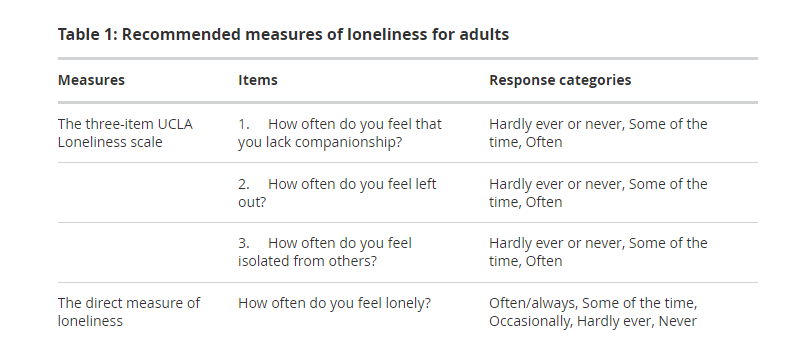 Table 1: Recommended measures of loneliness for adults
Measures Items Response categories
The three-item UCLA 1. How often do you feel that Hardly ever or never, Some of the
Loneliness scale you lack companionship? time, Often
2. How often do you feel left Hardly ever or never, Some of the
out? time, Often
3. How often do you feel Hardly ever or never, Some of the
isolated from others? time, Often
The direct measure of How often do you feel lonely? Often/always, Some of the time,
loneliness Occasionally, Hardly ever, Never